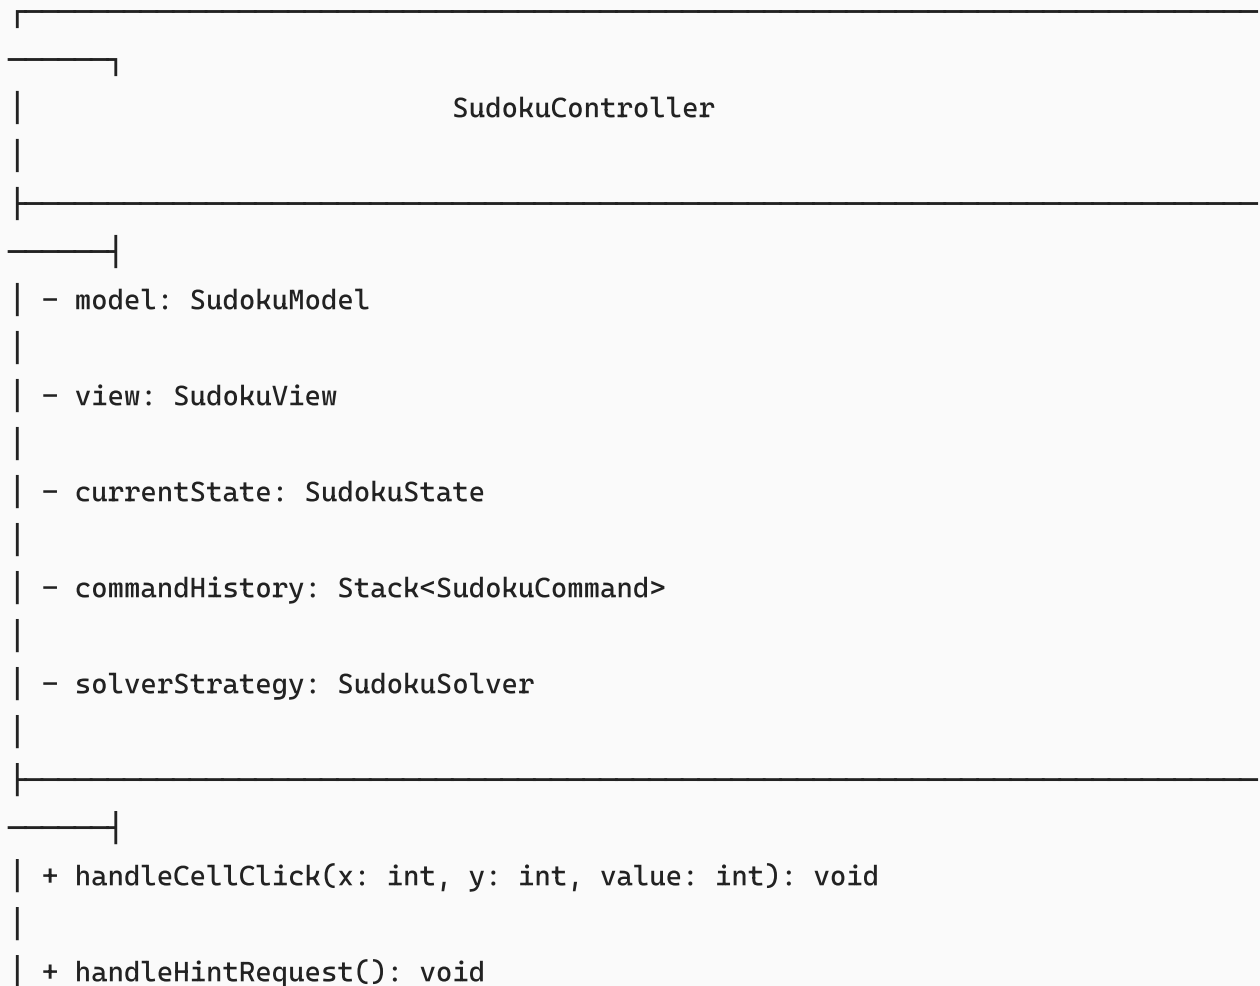 SudokuController
- model: SudokuModel
- view: SudokuView
- currentState: SudokuState
- commandHistory: Stack<SudokuCommand>
- solverStrategy: SudokuSolver
+ handleCellClick(x: int, y: int, value: int): void
+ handleHintRequest(): void